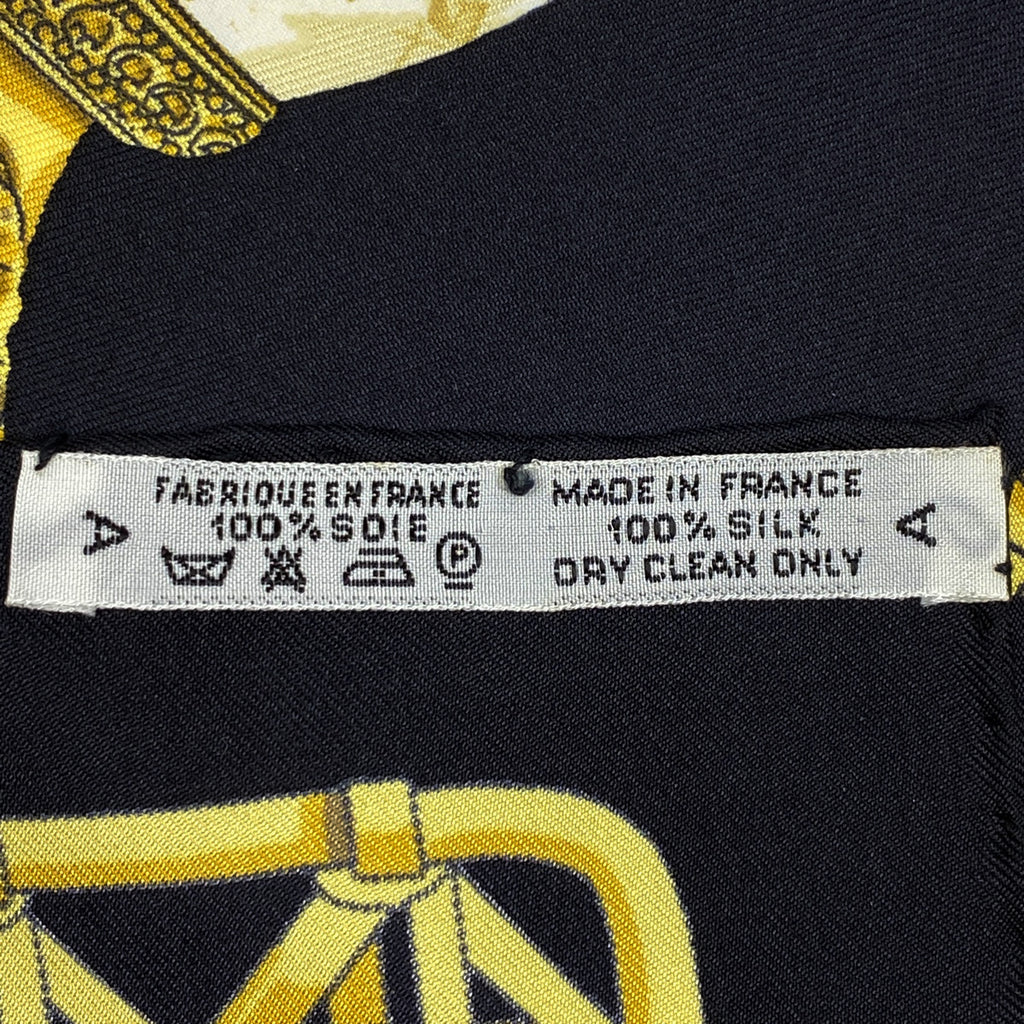 FABRIQUE EN FRANCE
100% SOIE
P
MADE IN FRANCE
100% SILK
DRY CLEAN ONLY
A
A